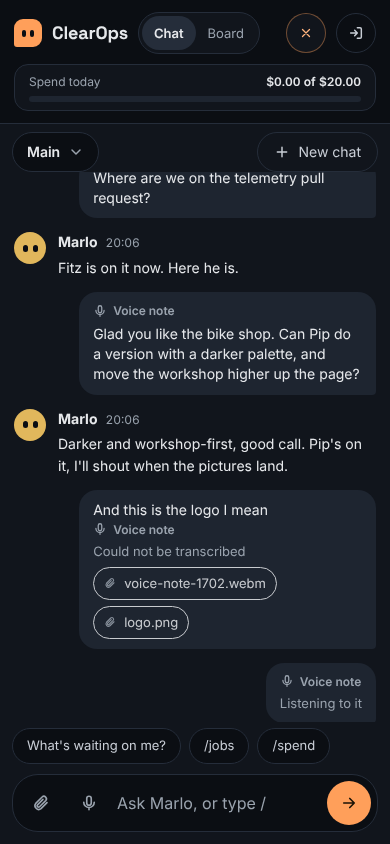 ClearOps
Chat
Board
Spend today
$0.00 of $20.00
Main
New chat
Where are we on the telemetry pull
request?
Marlo 20:06
Fitz is on it now. Here he is.
Voice note
Glad you like the bike shop. Can Pip do
a version with a darker palette, and
move the workshop higher up the page?
Marlo 20:06
Darker and workshop-first, good call. Pip's on
it, I'll shout when the pictures land.
And this is the logo I mean
Voice note
Could not be transcribed
voice-note-1702.webm
logo.png
Voice note
Listening to it
What's waiting on me?
/jobs
/spend
Ask Marlo, or type /